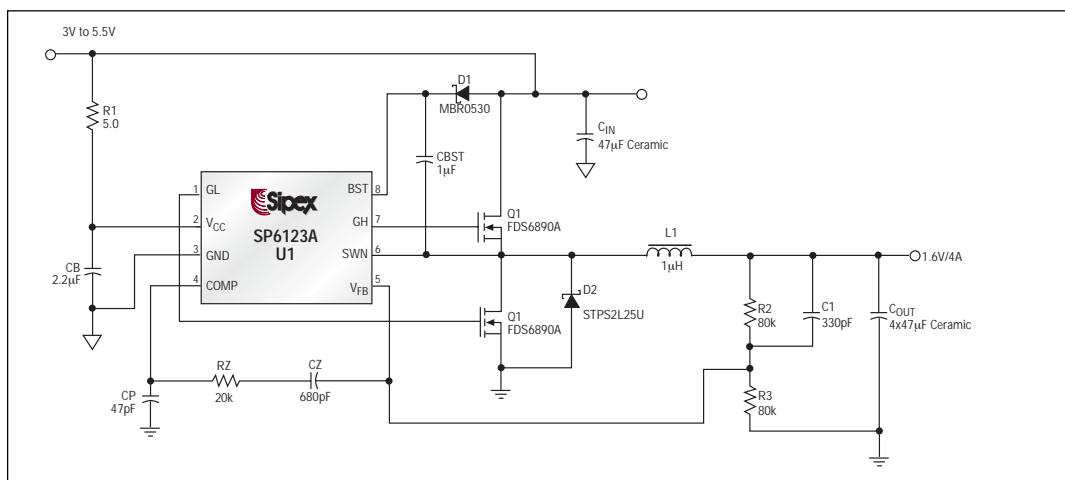 3V to 5.5V
R1
5.0
D1
MBR0530
CIN
47µF Ceramic
CBST
1µF
1
GL
BST
8
Sipex
2
VCC
GH
7
Q1
FDS6890A
SP6123A
U1
3
GND
SWN
6
L1
1µH
1.6V/4A
4
COMP
VFB
5
CB
2.2µF
D2
STPS2L25U
Q1
FDS6890A
R2
80k
C1
330pF
COUT
4x47µF Ceramic
RZ
20k
CZ
680pF
CP
47pF
R3
80k